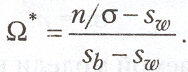 Ω* = (n/σ − s_w) / (s_b − s_w).